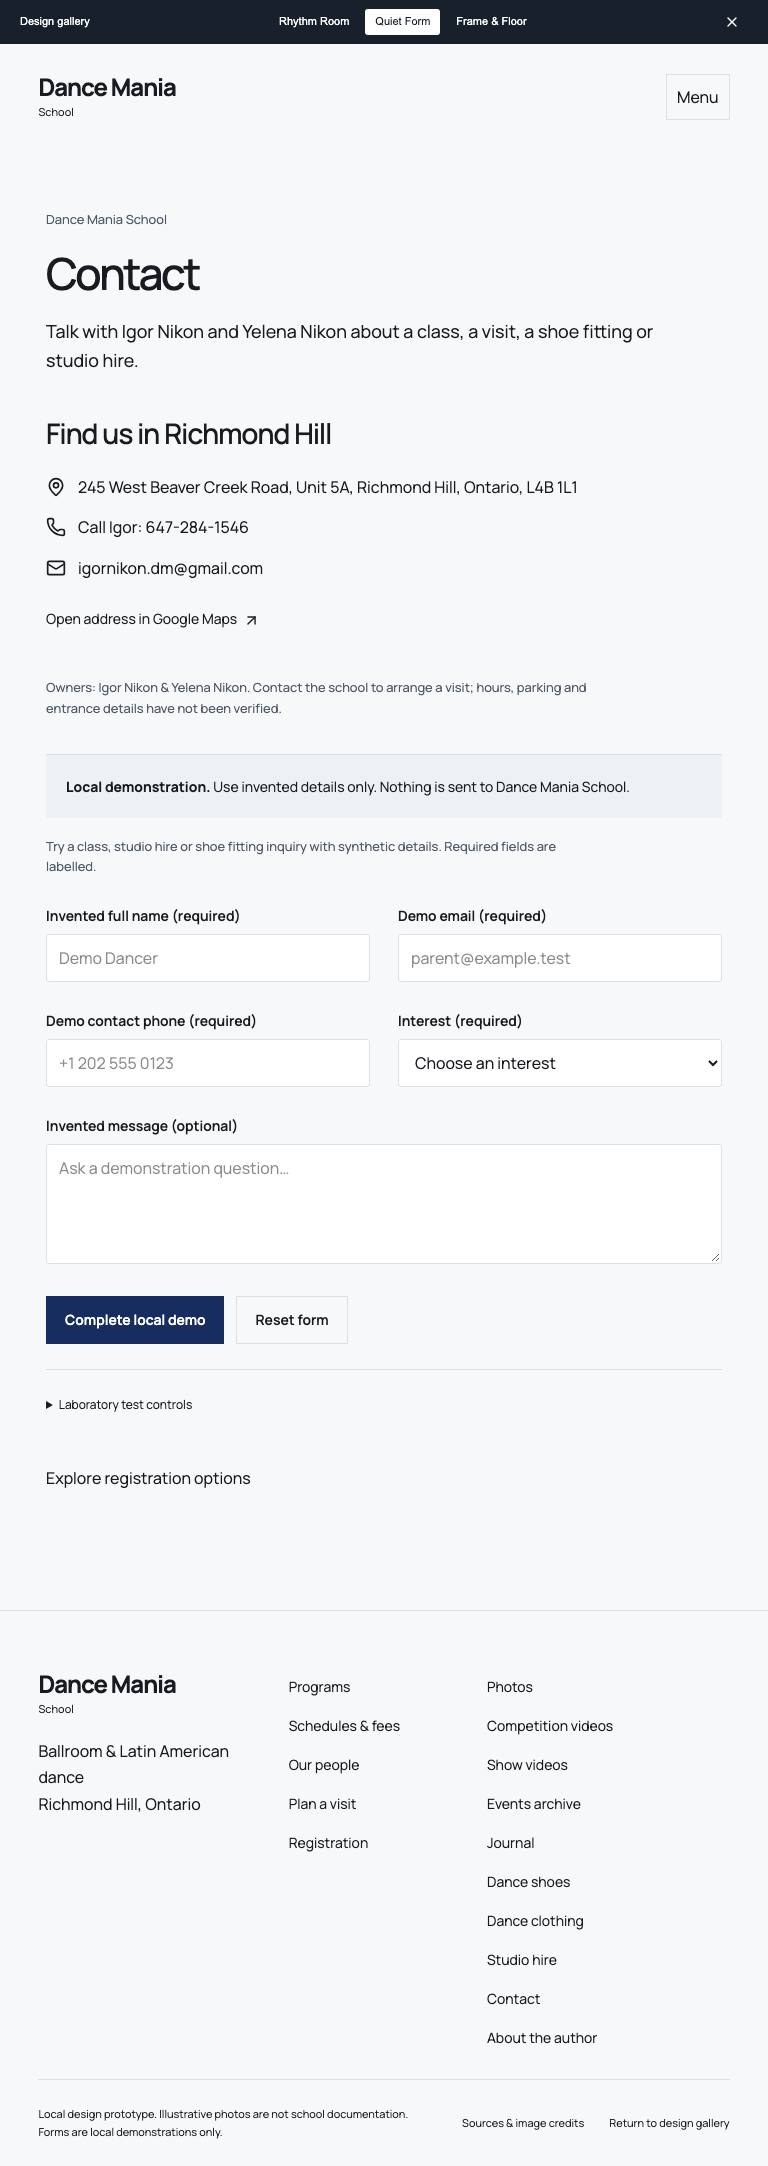 Design gallery
Rhythm Room
Quiet Form
Frame & Floor
Dance Mania
School
Menu
Dance Mania School
Contact
Talk with Igor Nikon and Yelena Nikon about a class, a visit, a shoe fitting or
studio hire.
Find us in Richmond Hill
245 West Beaver Creek Road, Unit 5A, Richmond Hill, Ontario, L4B 1L1
Call Igor: 647-284-1546
igornikon.dm@gmail.com
Open address in Google Maps
Owners: Igor Nikon & Yelena Nikon. Contact the school to arrange a visit; hours, parking and
entrance details have not been verified.
Local demonstration. Use invented details only. Nothing is sent to Dance Mania School.
Try a class, studio hire or shoe fitting inquiry with synthetic details. Required fields are
labelled.
Invented full name (required)
Demo Dancer
Demo email (required)
parent@example.test
Demo contact phone (required)
+1 202 555 0123
Interest (required)
Choose an interest
Invented message (optional)
Ask a demonstration question…
Complete local demo
Reset form
Laboratory test controls
Explore registration options
Dance Mania
School
Ballroom & Latin American
dance
Richmond Hill, Ontario
Programs
Schedules & fees
Our people
Plan a visit
Registration
Photos
Competition videos
Show videos
Events archive
Journal
Dance shoes
Dance clothing
Studio hire
Contact
About the author
Local design prototype. Illustrative photos are not school documentation.
Forms are local demonstrations only.
Sources & image credits
Return to design gallery